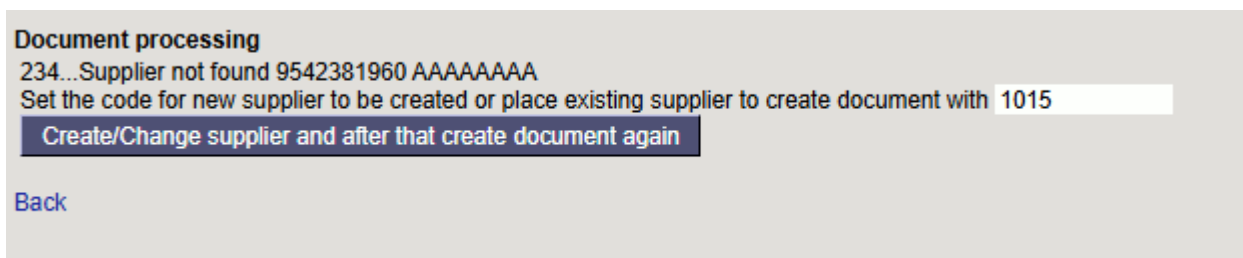 Document processing
234...Supplier not found 9542381960 AAAAAAAA
Set the code for new supplier to be created or place existing supplier to create document with 1015
Create/Change supplier and after that create document again
Back